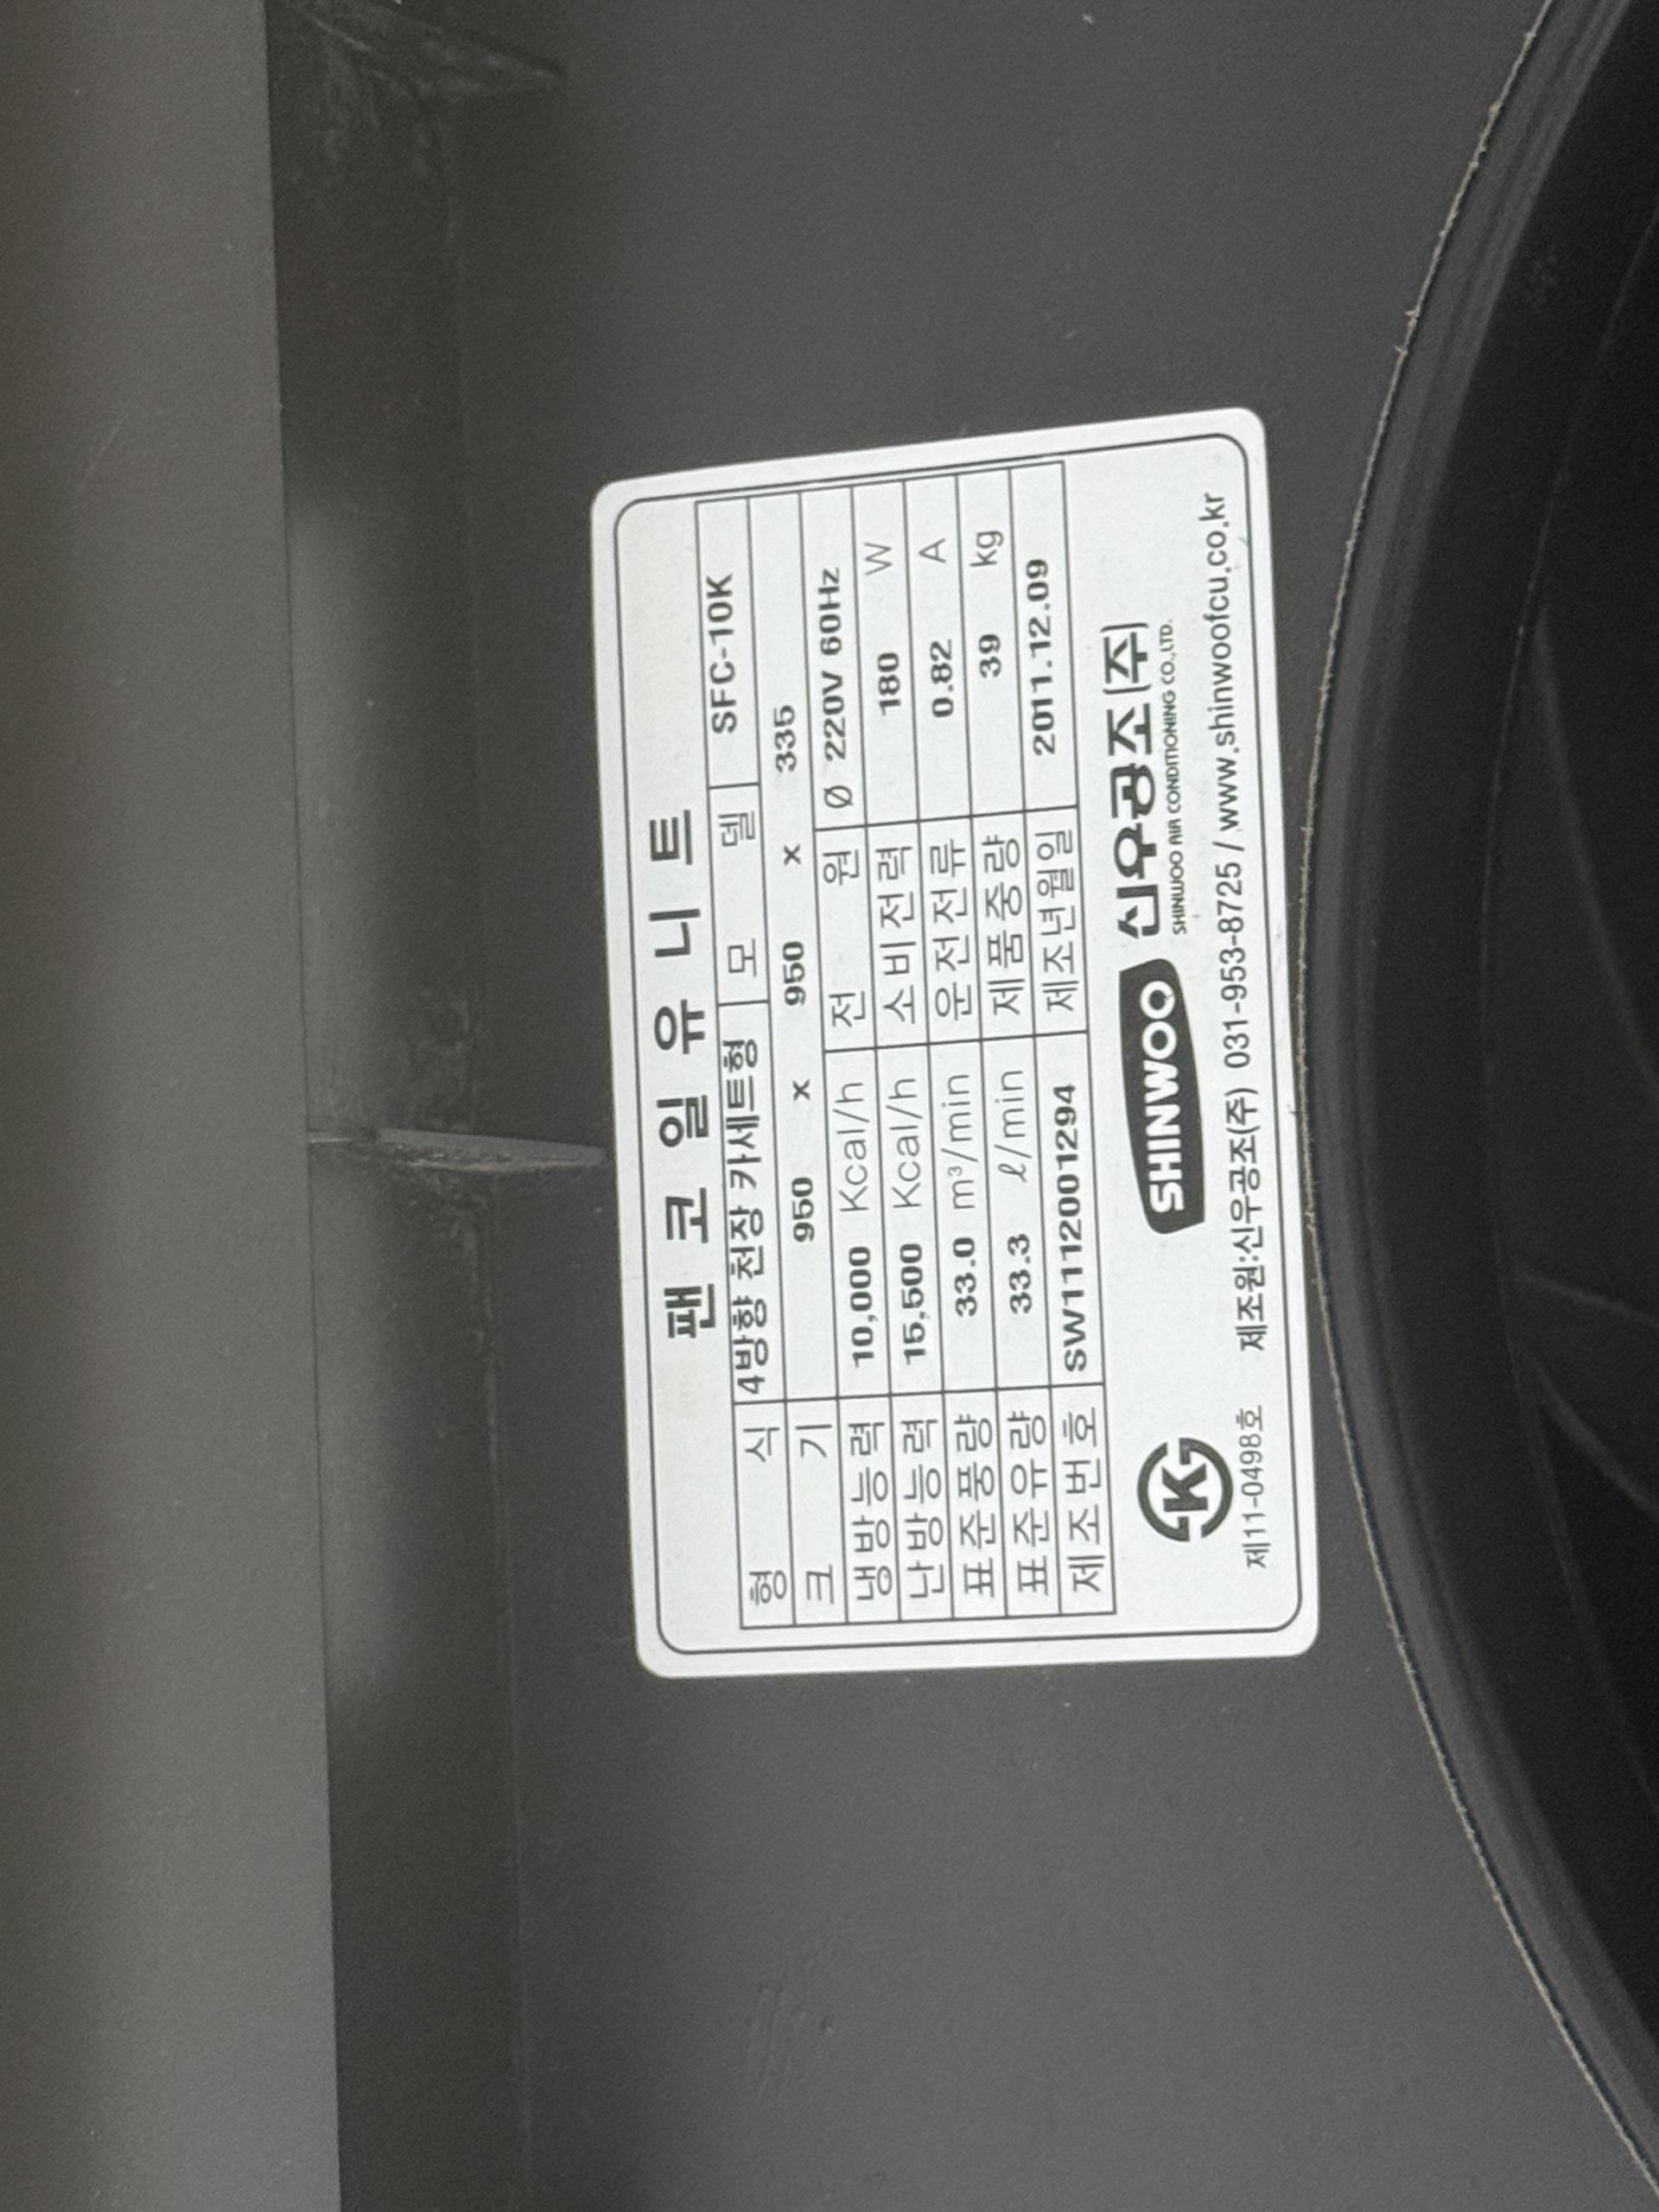 팬 코 일 유 니 트
형 식 4방향 천장 카세트형 모 델 SFC-10K
크 기 950 x 950 x 335
냉방능력 10,000 Kcal/h 전 원 Ø 220V 60Hz
난방능력 15,500 Kcal/h 소비전력 180 W
표준풍량 33.0 m³/min 운전전류 0.82 A
표준유량 33.3 ℓ/min 제품중량 39 kg
제조번호 SW1112001294 제조년월일 2011.12.09
SHINWOO 신우공조(주)
SHINWOO AIR CONDITIONING CO.,LTD.
K
제11-0498호 제조원:신우공조(주) 031-953-8725 / www.shinwoofcu.co.kr